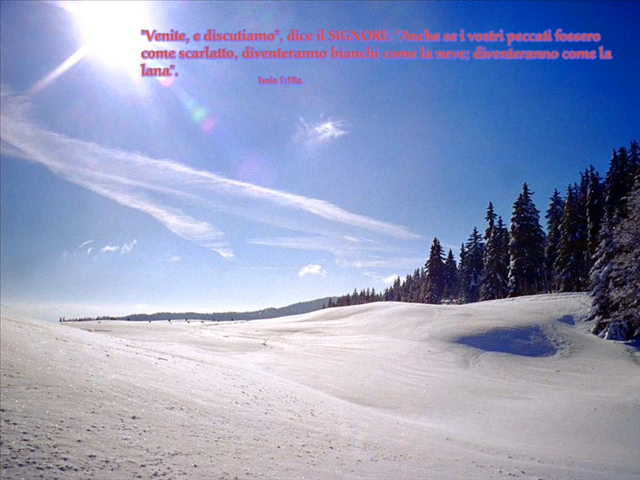 "Venite, e discutiamo", dice il SIGNORE; "Anche se i vostri peccati fossero
come scarlatto, diventeranno bianchi come la neve; diventeranno come la
lana".
Isaia 1:18a